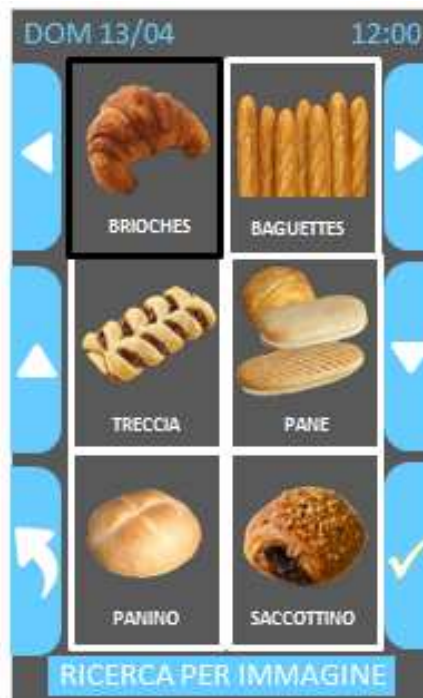 DOM 13/04 12:00
BRIOCHES BAGUETTES
TRECCIA PANE
PANINO SACCOTTINO
RICERCA PER IMMAGINE